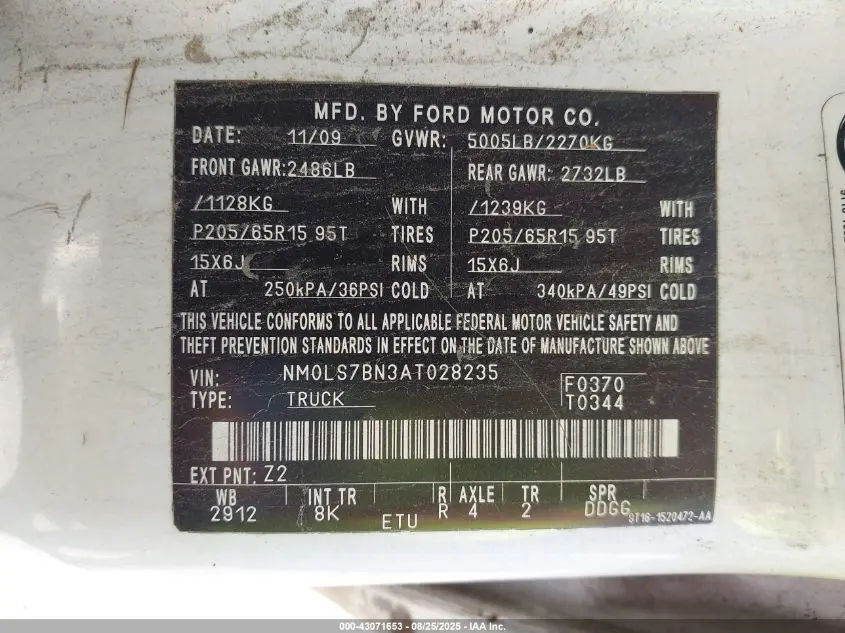 MFD. BY FORD MOTOR CO.
DATE: 11/09 GVWR: 5005LB/2270KG
FRONT GAWR: 2486LB REAR GAWR: 2732LB
/1128KG WITH /1239KG WITH
P205/65R15 95T TIRES P205/65R15 95T TIRES
15X6J RIMS 15X6J RIMS
AT 250kPA/36PSI COLD AT 340kPA/49PSI COLD
THIS VEHICLE CONFORMS TO ALL APPLICABLE FEDERAL MOTOR VEHICLE SAFETY AND
THEFT PREVENTION STANDARDS IN EFFECT ON THE DATE OF MANUFACTURE SHOWN ABOVE
VIN: NM0LS7BN3AT028235 F0370
TYPE: TRUCK T0344
EXT PNT: Z2
WB INT TR R AXLE TR SPR
2912 8K ETU R 4 2 DDGG ST16-1520472-AA
000-43071653 - 08/25/2025 - IAA Inc.